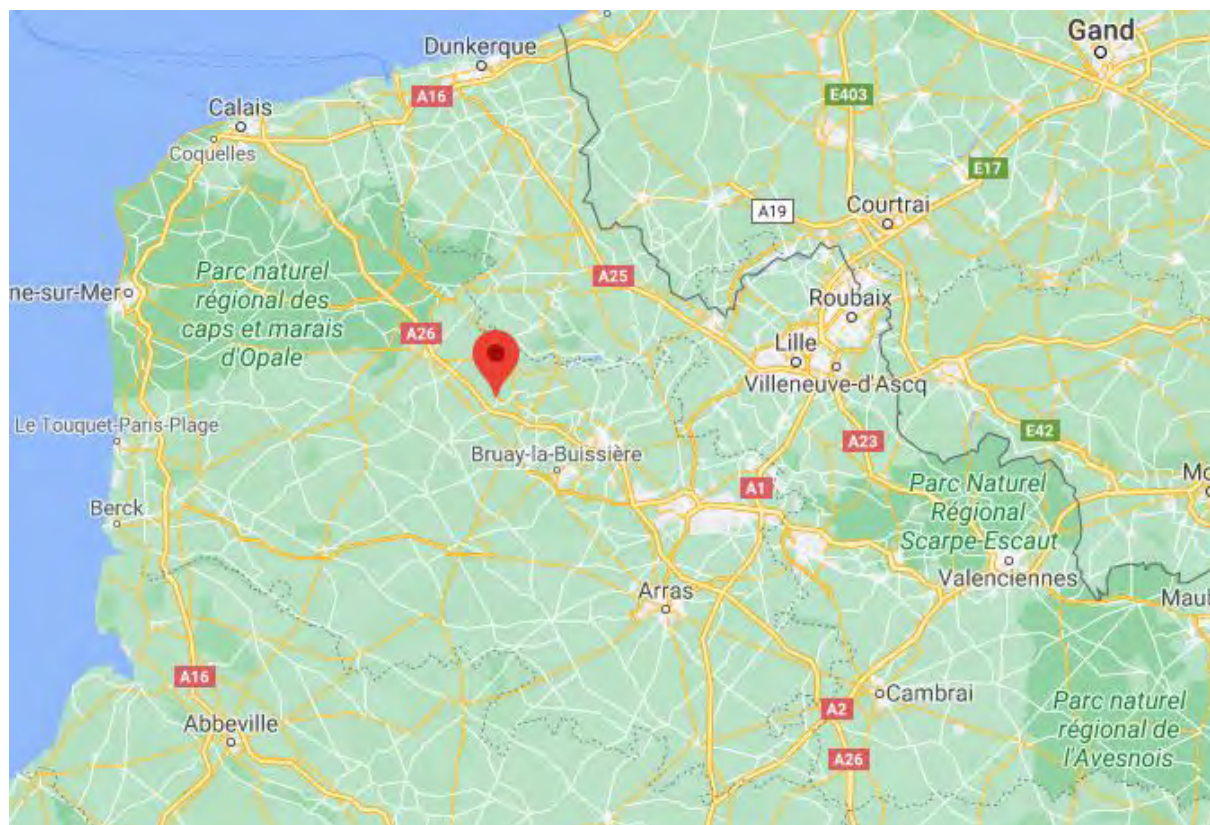 Gand
Dunkerque
A16
E403
Calais
Coquelles
E17
A19
Courtrai
Parc naturel
régional des
caps et marais
d'Opale
A25
ne-sur-Mer
Roubaix
A26
Lille
Villeneuve-d'Ascq
Le Touquet-Paris-Plage
A23
E42
Bruay-la-Buissière
Mo
A1
Parc Naturel
Régional
Scarpe-Escaut
Berck
Valenciennes
Arras
Maub
A16
Cambrai
A2
Abbeville
Parc naturel
régional de
l'Avesnois
A26